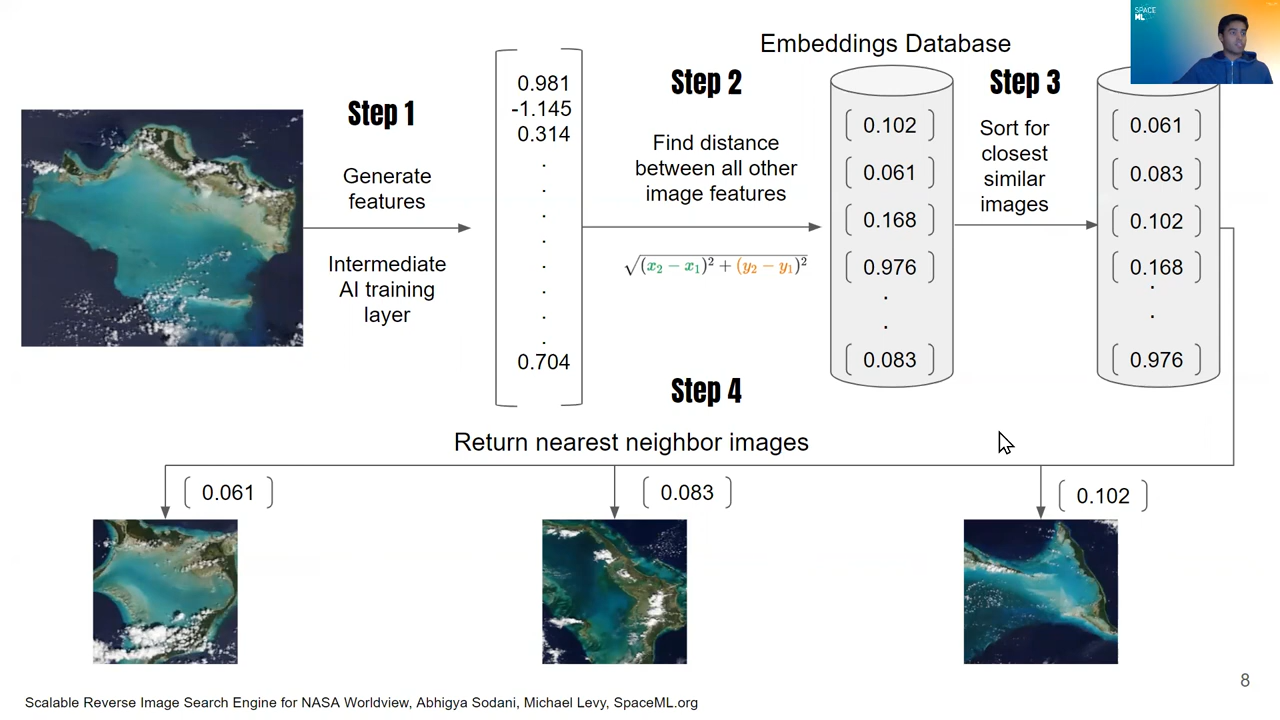 SPACE
ML
Embeddings Database
Step 1
Generate
features
Intermediate
AI training
layer
0.981
-1.145
0.314
.
.
.
.
.
.
.
.
0.704
Step 2
Find distance
between all other
image features
√(x₂ − x₁)² + (y₂ − y₁)²
0.102
0.061
0.168
0.976
.
.
0.083
Step 3
Sort for
closest
similar
images
0.061
0.083
0.102
0.168
.
.
0.976
Step 4
Return nearest neighbor images
0.061
0.083
0.102
8
Scalable Reverse Image Search Engine for NASA Worldview, Abhigya Sodani, Michael Levy, SpaceML.org